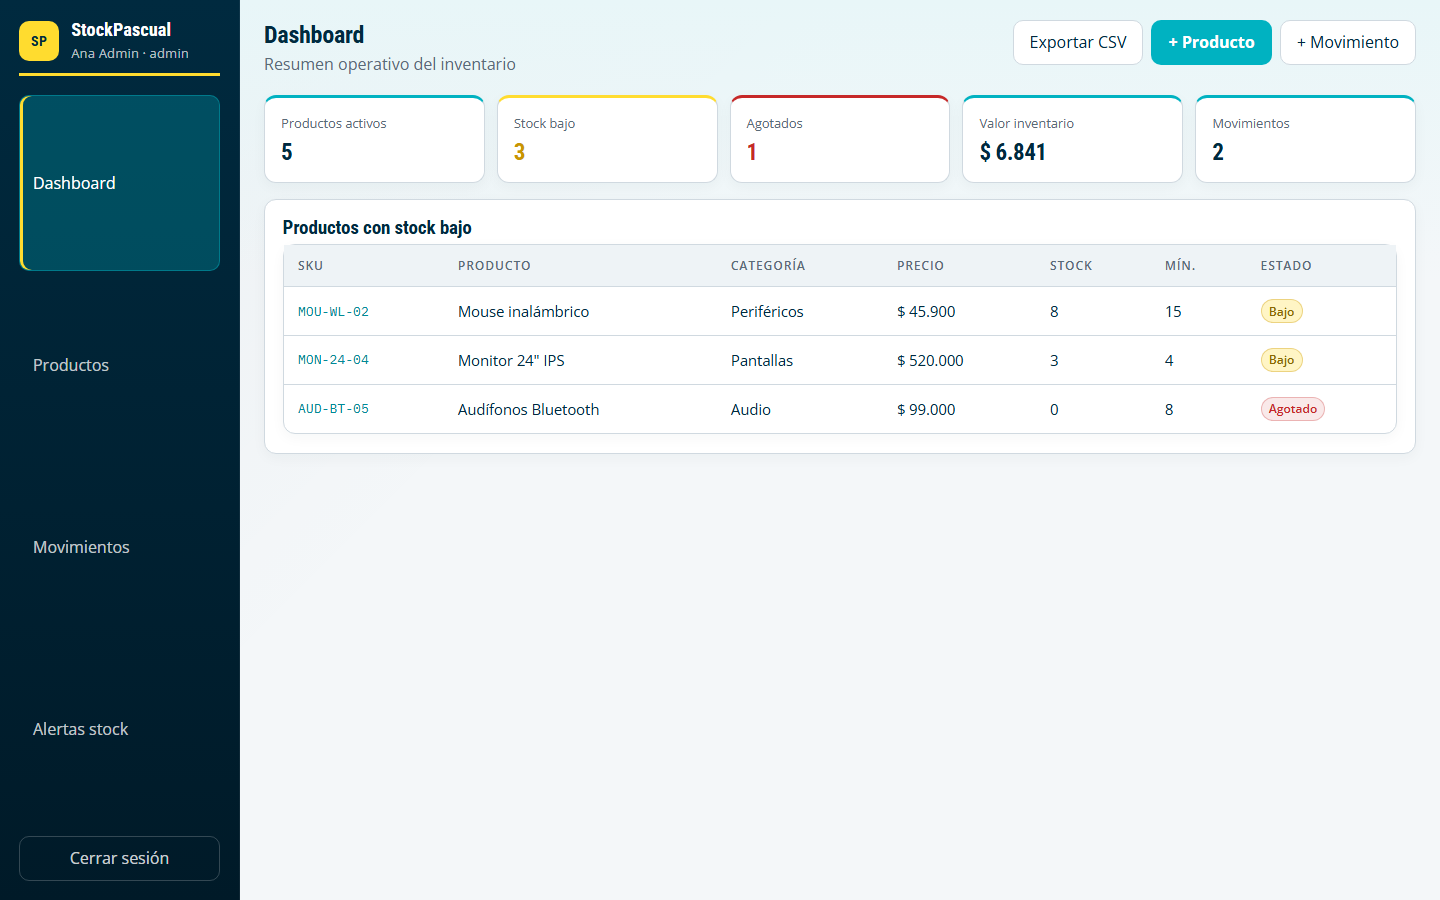 SP
StockPascual
Ana Admin · admin
Dashboard
Productos
Movimientos
Alertas stock
Cerrar sesión
Dashboard
Resumen operativo del inventario
Exportar CSV
+ Producto
+ Movimiento
Productos activos
5
Stock bajo
3
Agotados
1
Valor inventario
$ 6.841
Movimientos
2
Productos con stock bajo
SKU PRODUCTO CATEGORÍA PRECIO STOCK MÍN. ESTADO
MOU-WL-02 Mouse inalámbrico Periféricos $ 45.900 8 15 Bajo
MON-24-04 Monitor 24" IPS Pantallas $ 520.000 3 4 Bajo
AUD-BT-05 Audífonos Bluetooth Audio $ 99.000 0 8 Agotado